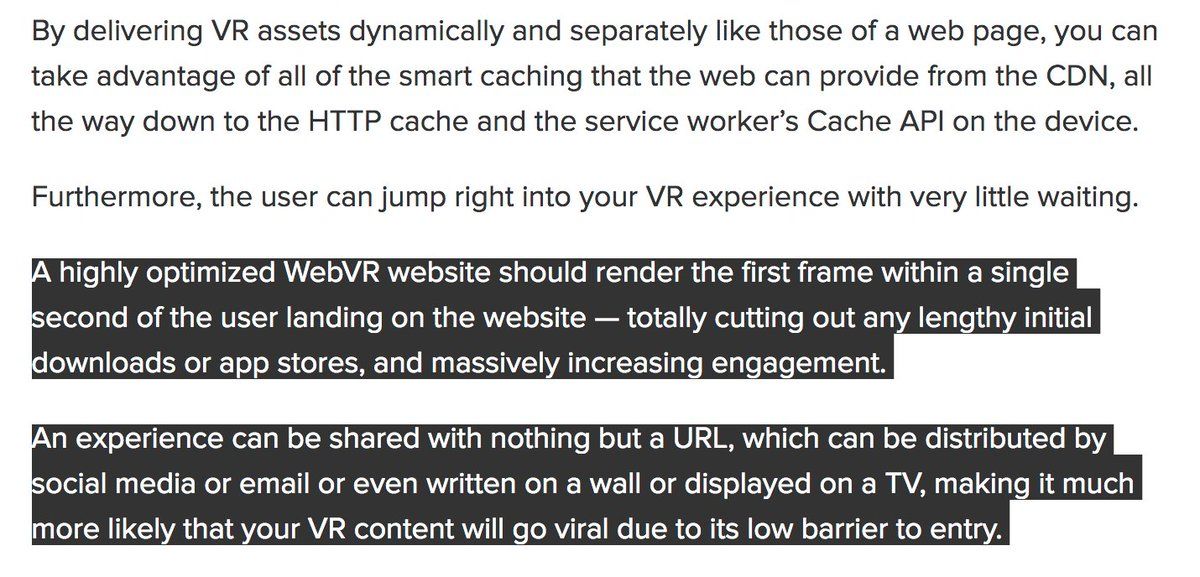 By delivering VR assets dynamically and separately like those of a web page, you can
take advantage of all of the smart caching that the web can provide from the CDN, all
the way down to the HTTP cache and the service worker’s Cache API on the device.
Furthermore, the user can jump right into your VR experience with very little waiting.
A highly optimized WebVR website should render the first frame within a single
second of the user landing on the website — totally cutting out any lengthy initial
downloads or app stores, and massively increasing engagement.
An experience can be shared with nothing but a URL, which can be distributed by
social media or email or even written on a wall or displayed on a TV, making it much
more likely that your VR content will go viral due to its low barrier to entry.